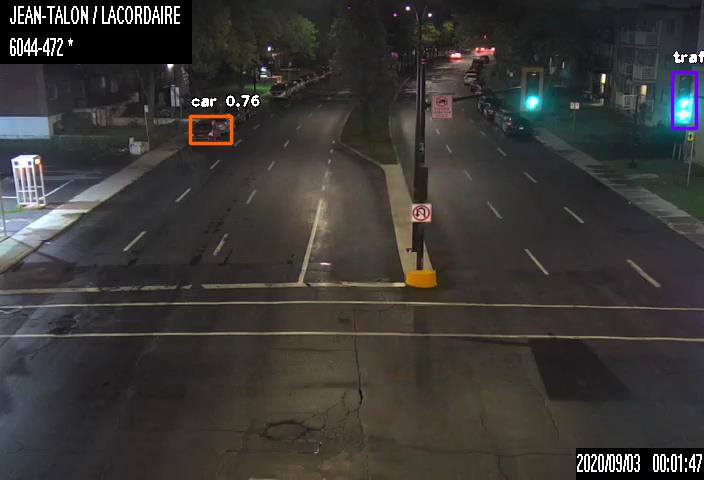 JEAN-TALON / LACORDAIRE
6044-472 *
traf
car 0.76
2020/09/03 00:01:47